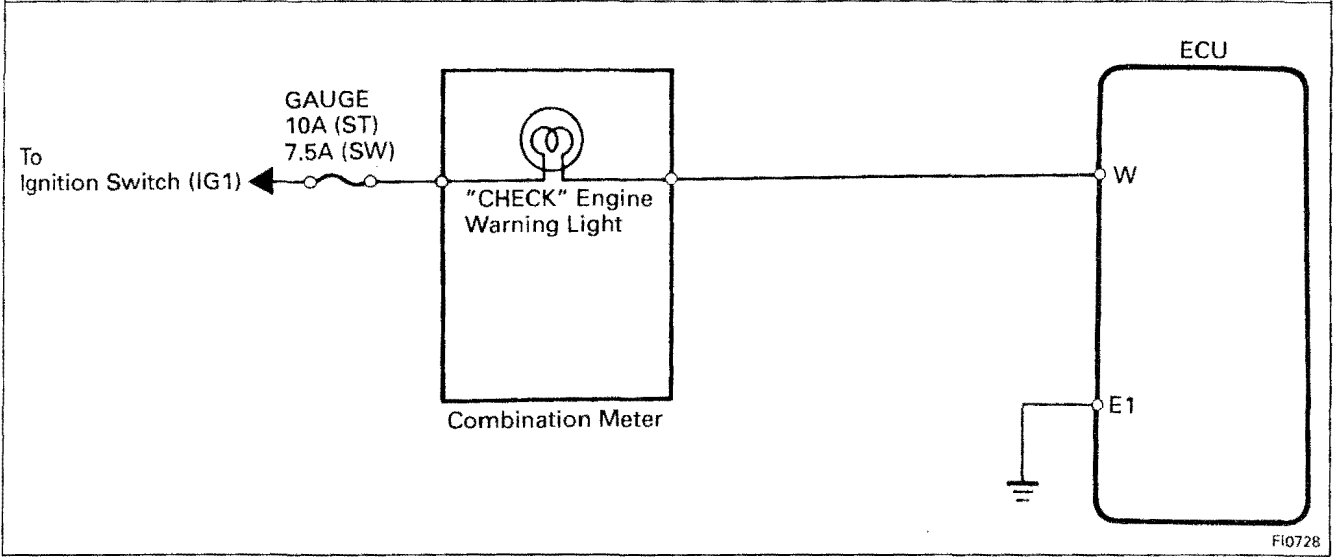 ECU
GAUGE
10A (ST)
7.5A (SW)
To
Ignition Switch (IG1)
"CHECK" Engine
Warning Light
W
Combination Meter
E1
FI0728